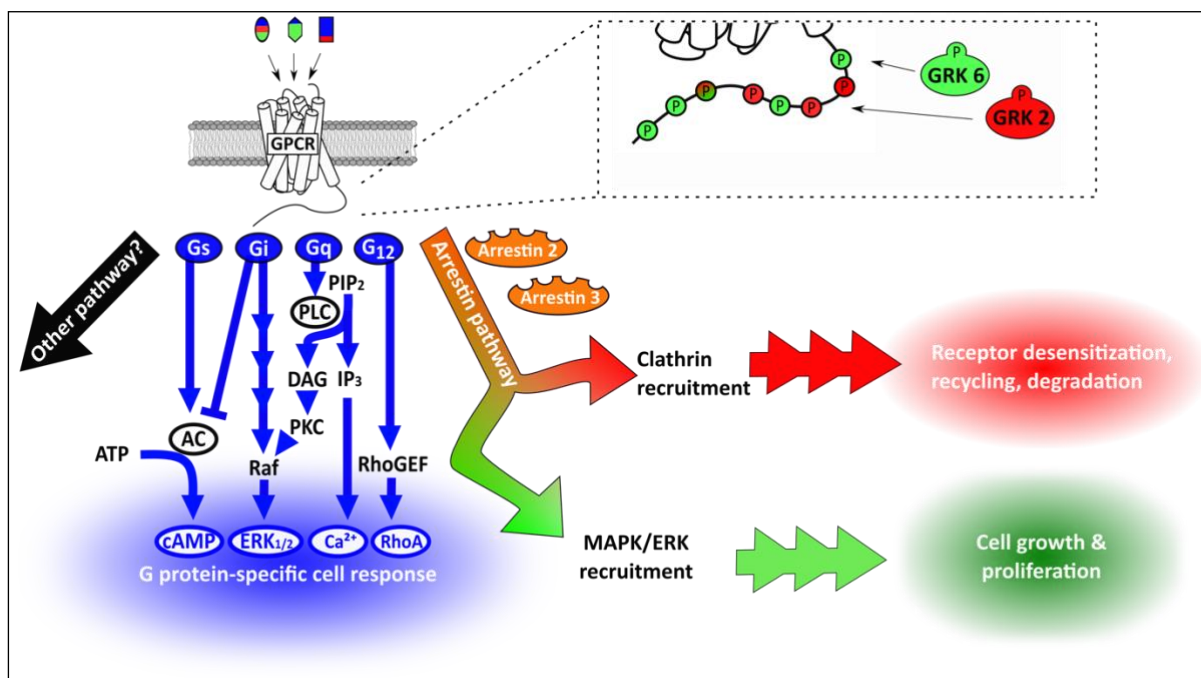 GPCR
P
P
P
P
P
P
P
P
P
GRK 6
P
GRK 2
P
Other pathway?
Gs
Gi
Gq
G₁₂
PIP₂
PLC
DAG
IP₃
PKC
AC
ATP
Raf
RhoGEF
cAMP
ERK₁/₂
Ca²⁺
RhoA
G protein-specific cell response
Arrestin pathway
Arrestin 2
Arrestin 3
Clathrin
recruitment
Receptor desensitization,
recycling, degradation
MAPK/ERK
recruitment
Cell growth &
proliferation